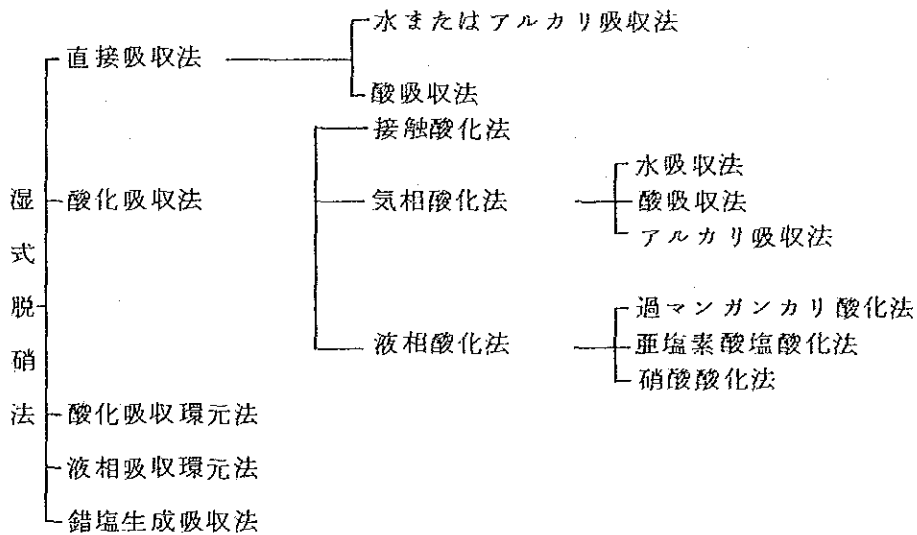 湿式脱硝法
直接吸収法
水またはアルカリ吸収法
酸吸収法
酸化吸収法
接触酸化法
気相酸化法
水吸収法
酸吸収法
アルカリ吸収法
液相酸化法
過マンガンカリ酸化法
亜塩素酸塩酸化法
硝酸酸化法
酸化吸収環元法
液相吸収環元法
錯塩生成吸収法